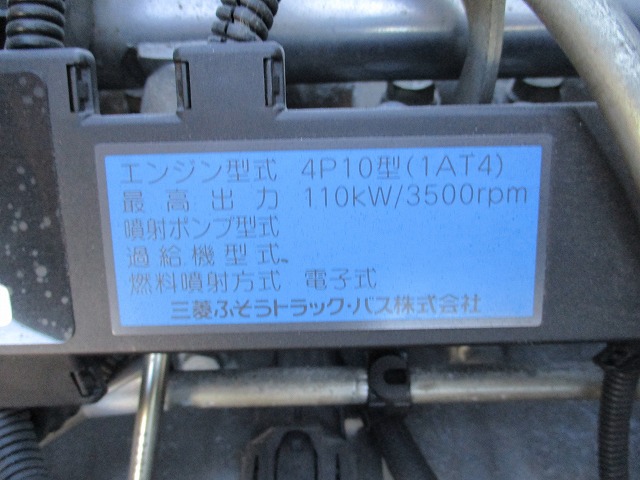 エンジン型式 4P10型(1AT4)
最高出力 110kW/3500rpm
噴射ポンプ型式
過給機型式
燃料噴射方式 電子式
三菱ふそうトラック・バス株式会社